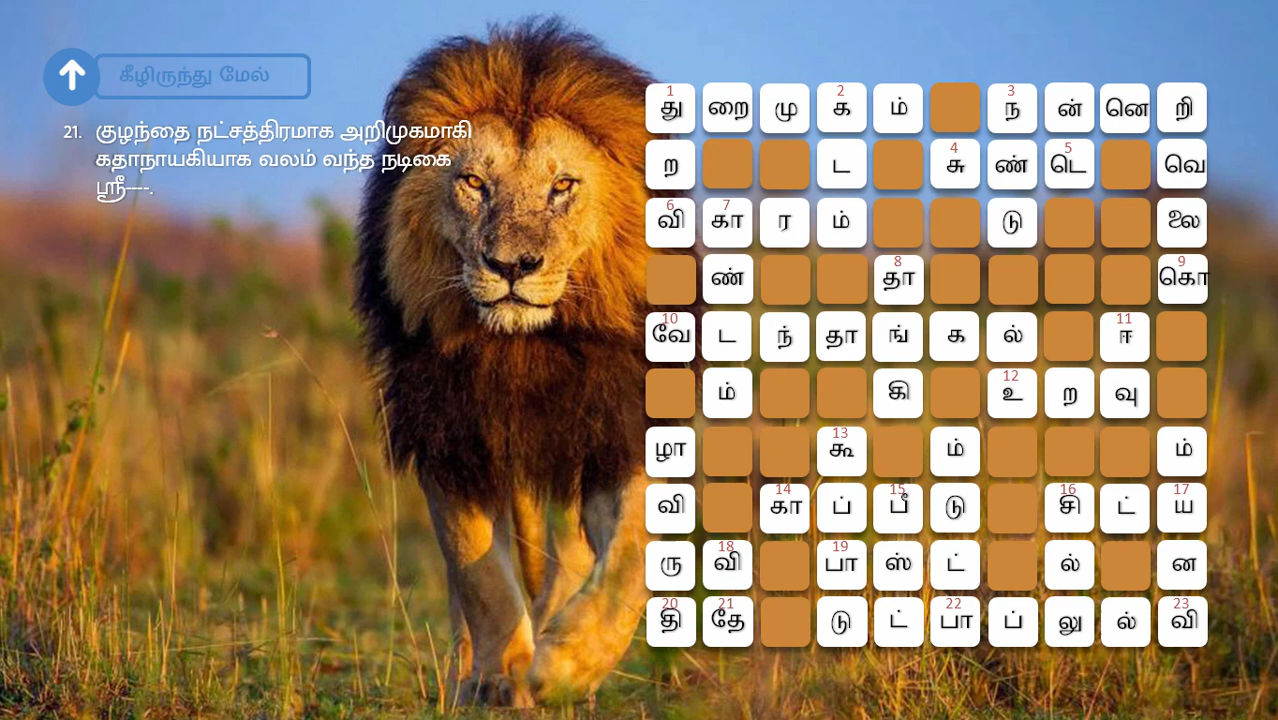 கீழிருந்து மேல்
21. குழந்தை நட்சத்திரமாக அறிமுகமாகி
கதாநாயகியாக வலம் வந்த நடிகை
ஸ்ரீ----.
1 2 3
து றை மு க ம் ந ன் னெ றி
4 5
ற ட சு ண் டெ வெ
6 7
வி கா ர ம் டு லை
8 9
ண் தா கொ
10 11
வே ட ந் தா ங் க ல் ஈ
12
ம் கி உ ற வு
13
ழா கூ ம் ம்
14 15 16 17
வி கா ப் பீ டு சி ட் ய
18 19
ரு வி பா ஸ் ட் ல் ன
20 21 22 23
தி தே டு ட் பா ப் லு ல் வி